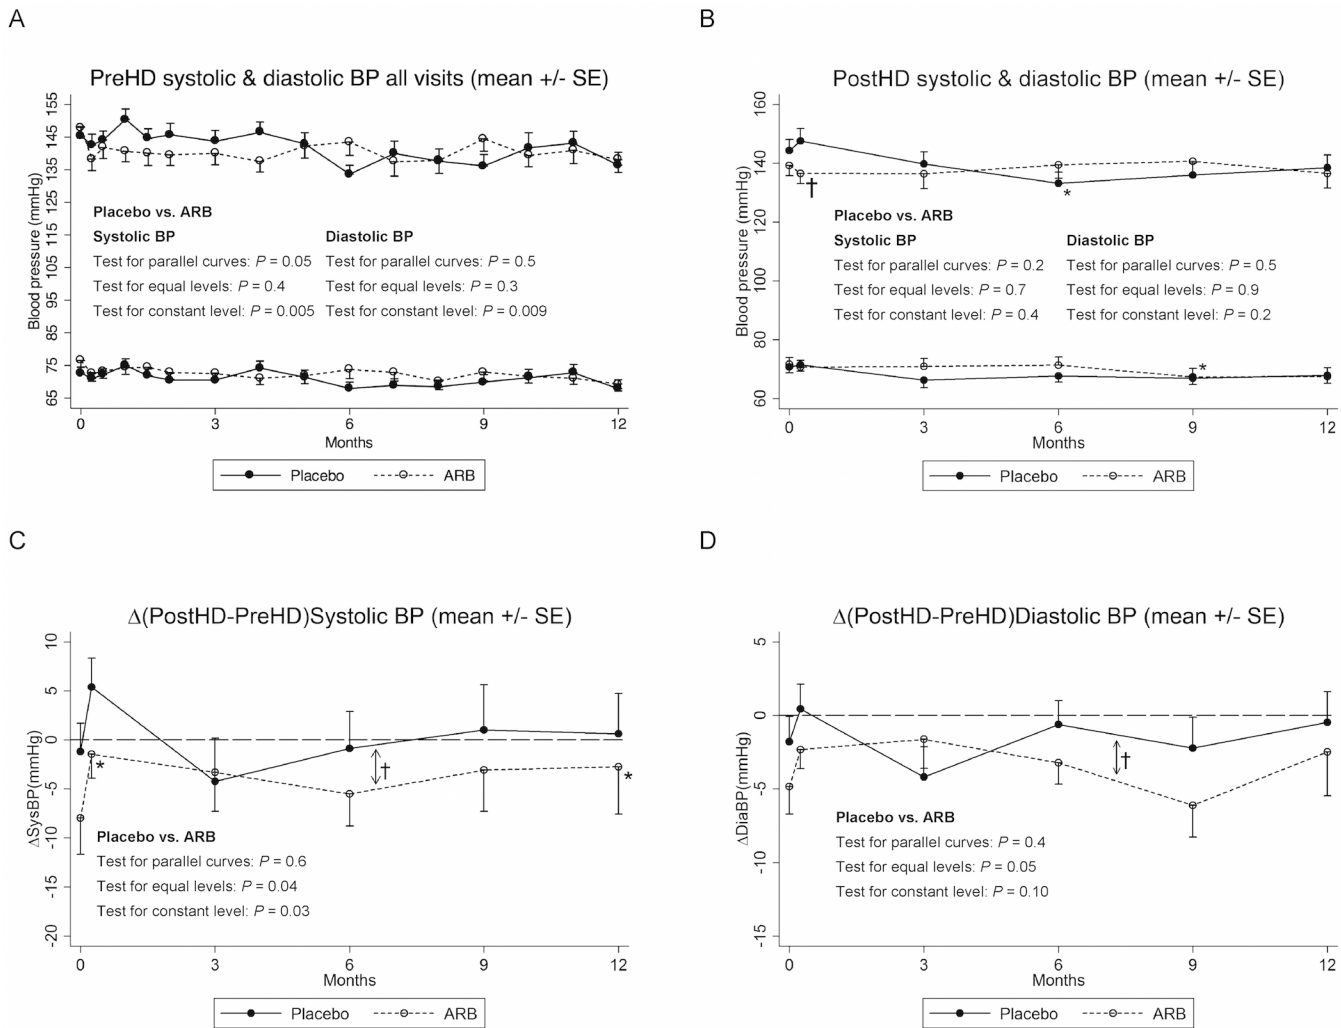 A
PreHD systolic & diastolic BP all visits (mean +/- SE)
Blood pressure (mmHg)
155
145
135
125
115
105
95
85
75
65
Placebo vs. ARB
Systolic BP Diastolic BP
Test for parallel curves: P = 0.05 Test for parallel curves: P = 0.5
Test for equal levels: P = 0.4 Test for equal levels: P = 0.3
Test for constant level: P = 0.005 Test for constant level: P = 0.009
0 3 6 9 12
Months
Placebo ARB
B
PostHD systolic & diastolic BP (mean +/- SE)
Blood pressure (mmHg)
160
140
120
100
80
60
†
*
Placebo vs. ARB
Systolic BP Diastolic BP
Test for parallel curves: P = 0.2 Test for parallel curves: P = 0.5
Test for equal levels: P = 0.7 Test for equal levels: P = 0.9
Test for constant level: P = 0.4 Test for constant level: P = 0.2
*
0 3 6 9 12
Months
Placebo ARB
C
Δ(PostHD-PreHD)Systolic BP (mean +/- SE)
ΔSysBP(mmHg)
10
5
0
-5
-10
-15
-20
*
†
*
Placebo vs. ARB
Test for parallel curves: P = 0.6
Test for equal levels: P = 0.04
Test for constant level: P = 0.03
0 3 6 9 12
Months
Placebo ARB
D
Δ(PostHD-PreHD)Diastolic BP (mean +/- SE)
ΔDiaBP(mmHg)
5
0
-5
-10
-15
†
Placebo vs. ARB
Test for parallel curves: P = 0.4
Test for equal levels: P = 0.05
Test for constant level: P = 0.10
0 3 6 9 12
Months
Placebo ARB